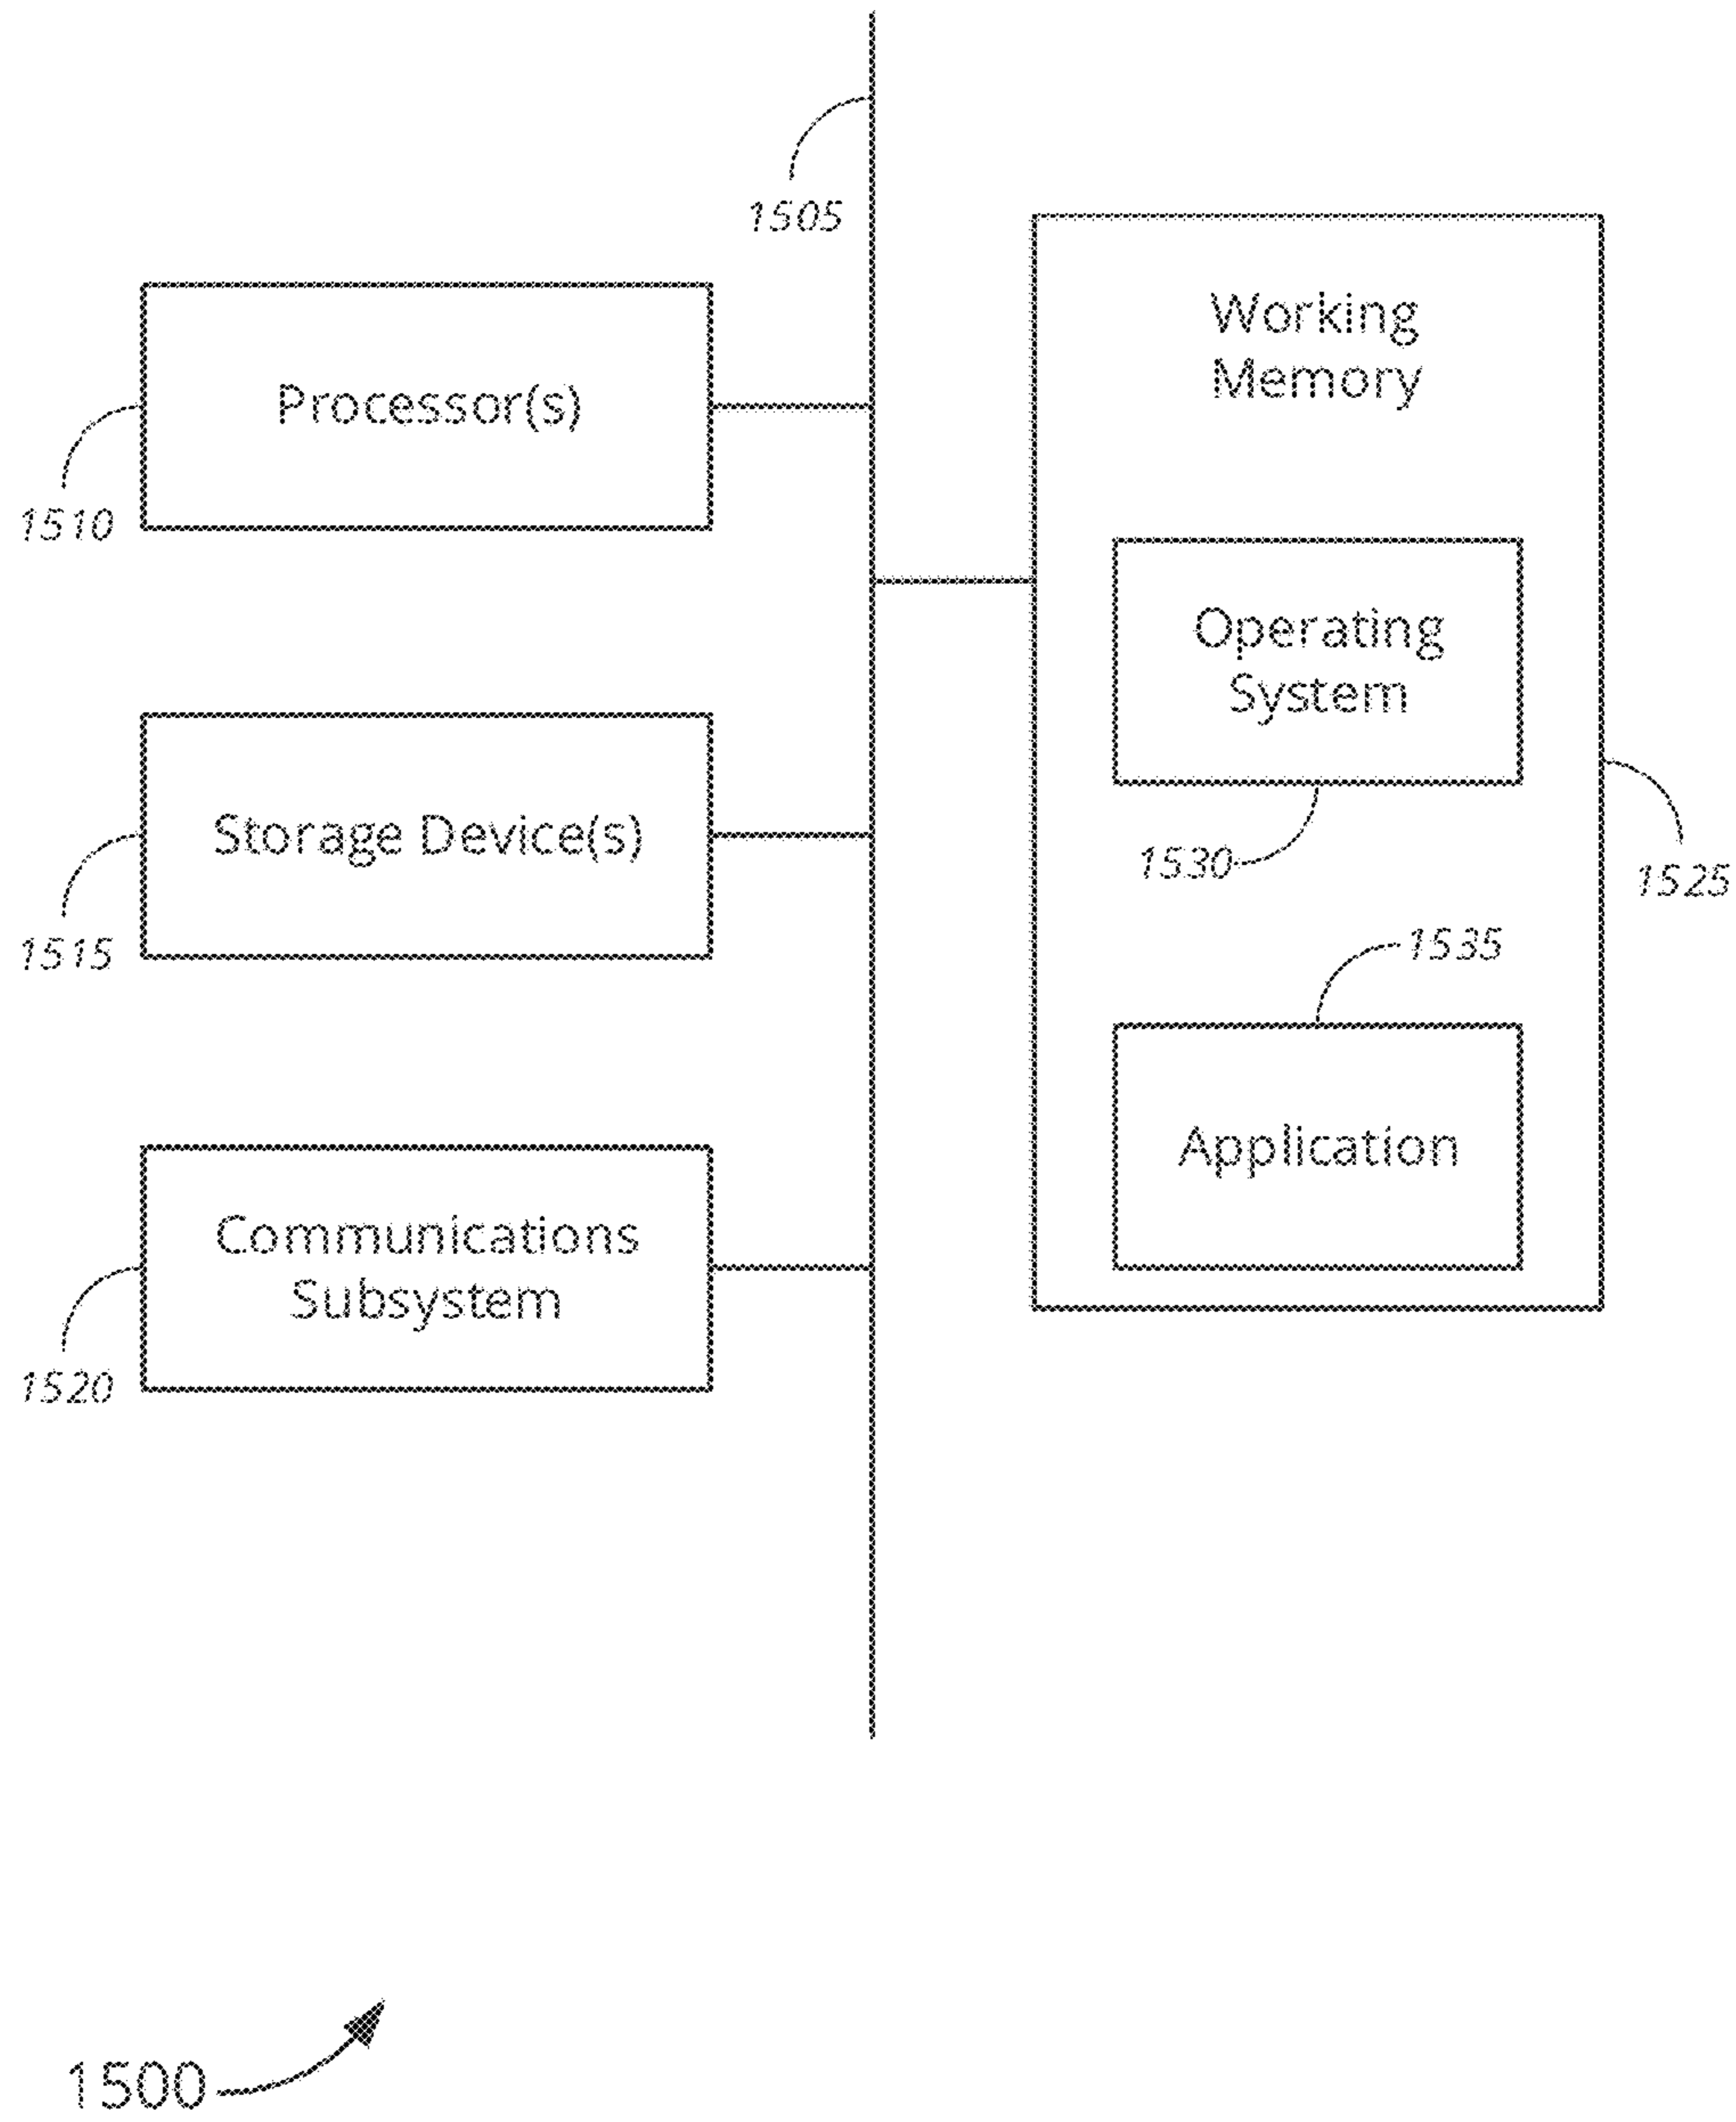 1505
Working
Memory
Processor(s)
1510
Operating
System
Storage Device(s)
1530
1525
1515
1535
Application
Communications
Subsystem
1520
1500